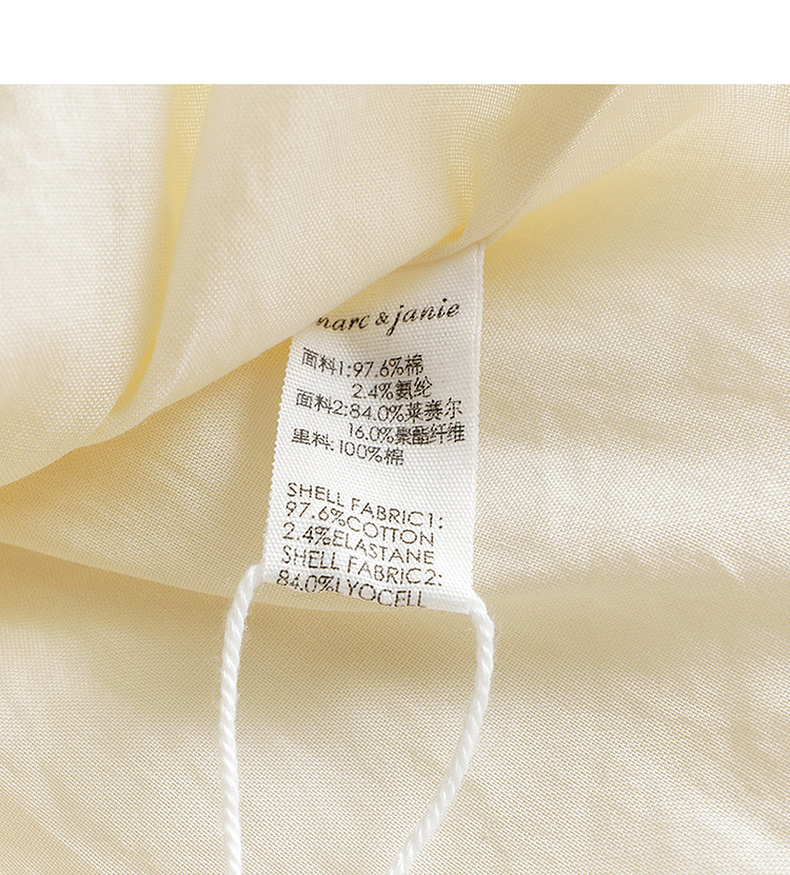 marc & janie
面料1:97.6%棉
2.4%氨纶
面料2:84.0%莱赛尔
16.0%聚酯纤维
里料:100%棉
SHELL FABRIC1:
97.6%COTTON
2.4%ELASTANE
SHELL FABRIC2:
84.0%LYOCELL